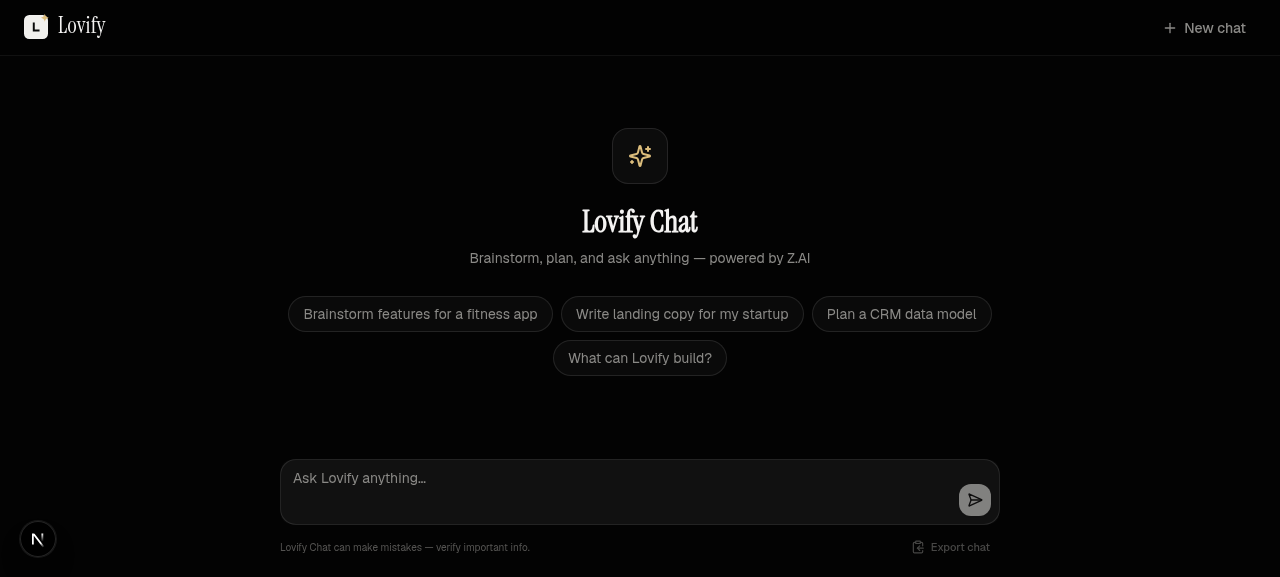 L Lovify
New chat
Lovify Chat
Brainstorm, plan, and ask anything — powered by Z.AI
Brainstorm features for a fitness app
Write landing copy for my startup
Plan a CRM data model
What can Lovify build?
Ask Lovify anything...
N
Lovify Chat can make mistakes — verify important info.
Export chat